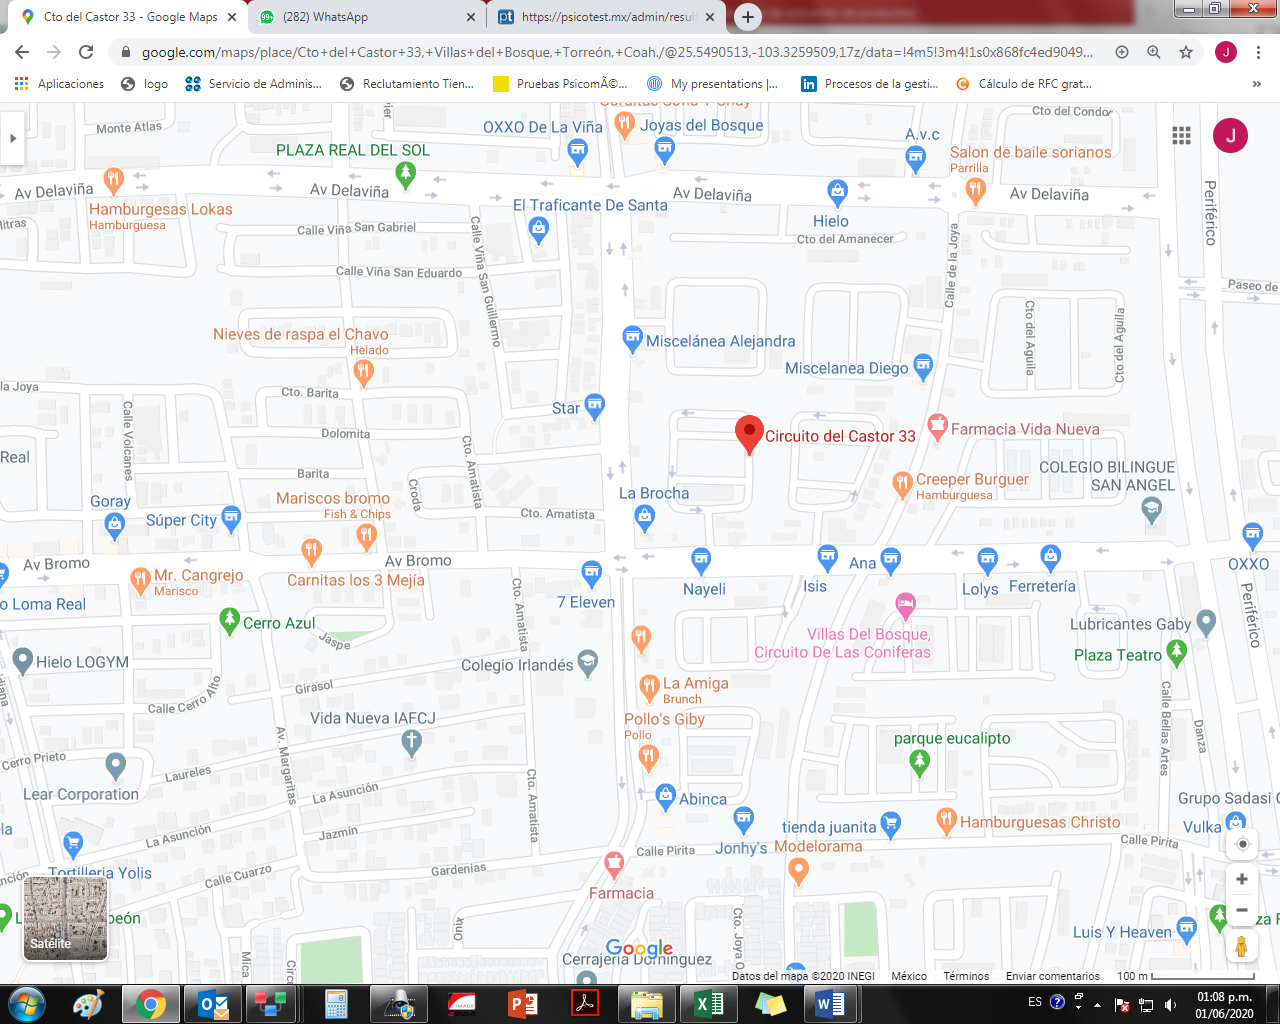 Cto del Castor 33 - Google Maps
(282) WhatsApp
https://psicotest.mx/admin/resul
google.com/maps/place/Cto+del+Castor+33,+Villas+del+Bosque,+Torreón,+Coah./@25.5490513,-103.3259509,17z/data=!4m5!3m4!1s0x868fc4ed9049...
Aplicaciones
logo
Servicio de Adminis...
Reclutamiento Tien...
Pruebas PsicomÃ©...
My presentations |...
Procesos de la gesti...
Cálculo de RFC grat...
Monte Atlas
OXXO De La Viña
Joyas del Bosque
A.v.c
Cto del Condor
PLAZA REAL DEL SOL
Salon de baile sorianos
Parrilla
Av Delaviña
Av Delaviña
Av Delaviña
Av Delaviña
Periférico
Hamburgesas Lokas
Hamburguesa
El Traficante De Santa
Hielo
Calle Viña San Gabriel
Cto del Amanecer
Calle de la Joya
Calle Viña San Eduardo
Calle Viña San Guillermo
Paseo de
Nieves de raspa el Chavo
Helado
Miscelánea Alejandra
Miscelanea Diego
Cto del Aguila
Cto del Aguila
la Joya
Cto. Barita
Star
Calle Volcanes
Dolomita
Circuito del Castor 33
Farmacia Vida Nueva
Real
Cto. Amatista
Barita
COLEGIO BILINGUE
SAN ANGEL
Creeper Burguer
Hamburguesa
Goray
Mariscos bromo
Fish & Chips
Croda
La Brocha
Súper City
Cto. Amatista
Av Bromo
Av Bromo
Carnitas los 3 Mejía
Mr. Cangrejo
Marisco
7 Eleven
Nayeli
Isis
Ana
Lolys
Ferretería
OXXO
o Loma Real
Cto. Amatista
Periférico
Cerro Azul
Jaspe
Villas Del Bosque,
Circuito De Las Coniferas
Lubricantes Gaby
Plaza Teatro
Hielo LOGYM
Colegio Irlandés
Girasol
La Amiga
Brunch
Calle Cerro Alto
Vida Nueva IAFCJ
Pollo's Giby
Pollo
Av. Margaritas
Calle Bellas Artes
Danza
parque eucalipto
Cerro Prieto
Laureles
Lear Corporation
La Asunción
Cto. Amatista
Abinca
Grupo Sadasi
La Asunción
Jazmin
Jonhy's
tienda juanita
Modelorama
Hamburguesas Christo
Vulka
Calle Pirita
Calle Pirita
Tortilleria Yolis
Calle Cuarzo
Gardenias
Farmacia
Satélite
Onix
Mica
Google
Cerrajería Dominguez
Luis Y Heaven
Datos del mapa ©2020 INEGI
México
Términos
Enviar comentarios
100 m
ES
01:08 p.m.
01/06/2020